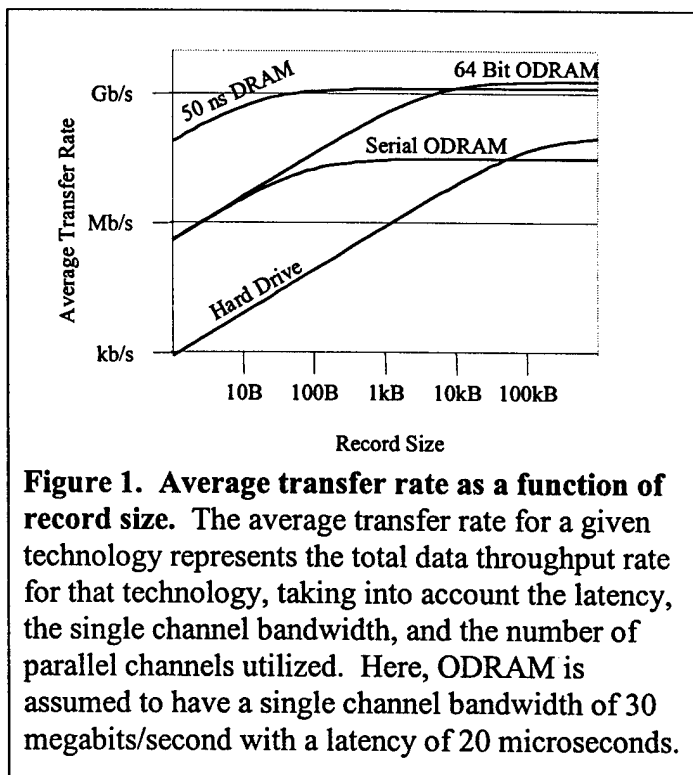 50 ns DRAM
64 Bit ODRAM
Gb/s
Serial ODRAM
Average Transfer Rate
Mb/s
Hard Drive
kb/s
10B 100B 1kB 10kB 100kB
Record Size
Figure 1. Average transfer rate as a function of
record size. The average transfer rate for a given
technology represents the total data throughput rate
for that technology, taking into account the latency,
the single channel bandwidth, and the number of
parallel channels utilized. Here, ODRAM is
assumed to have a single channel bandwidth of 30
megabits/second with a latency of 20 microseconds.